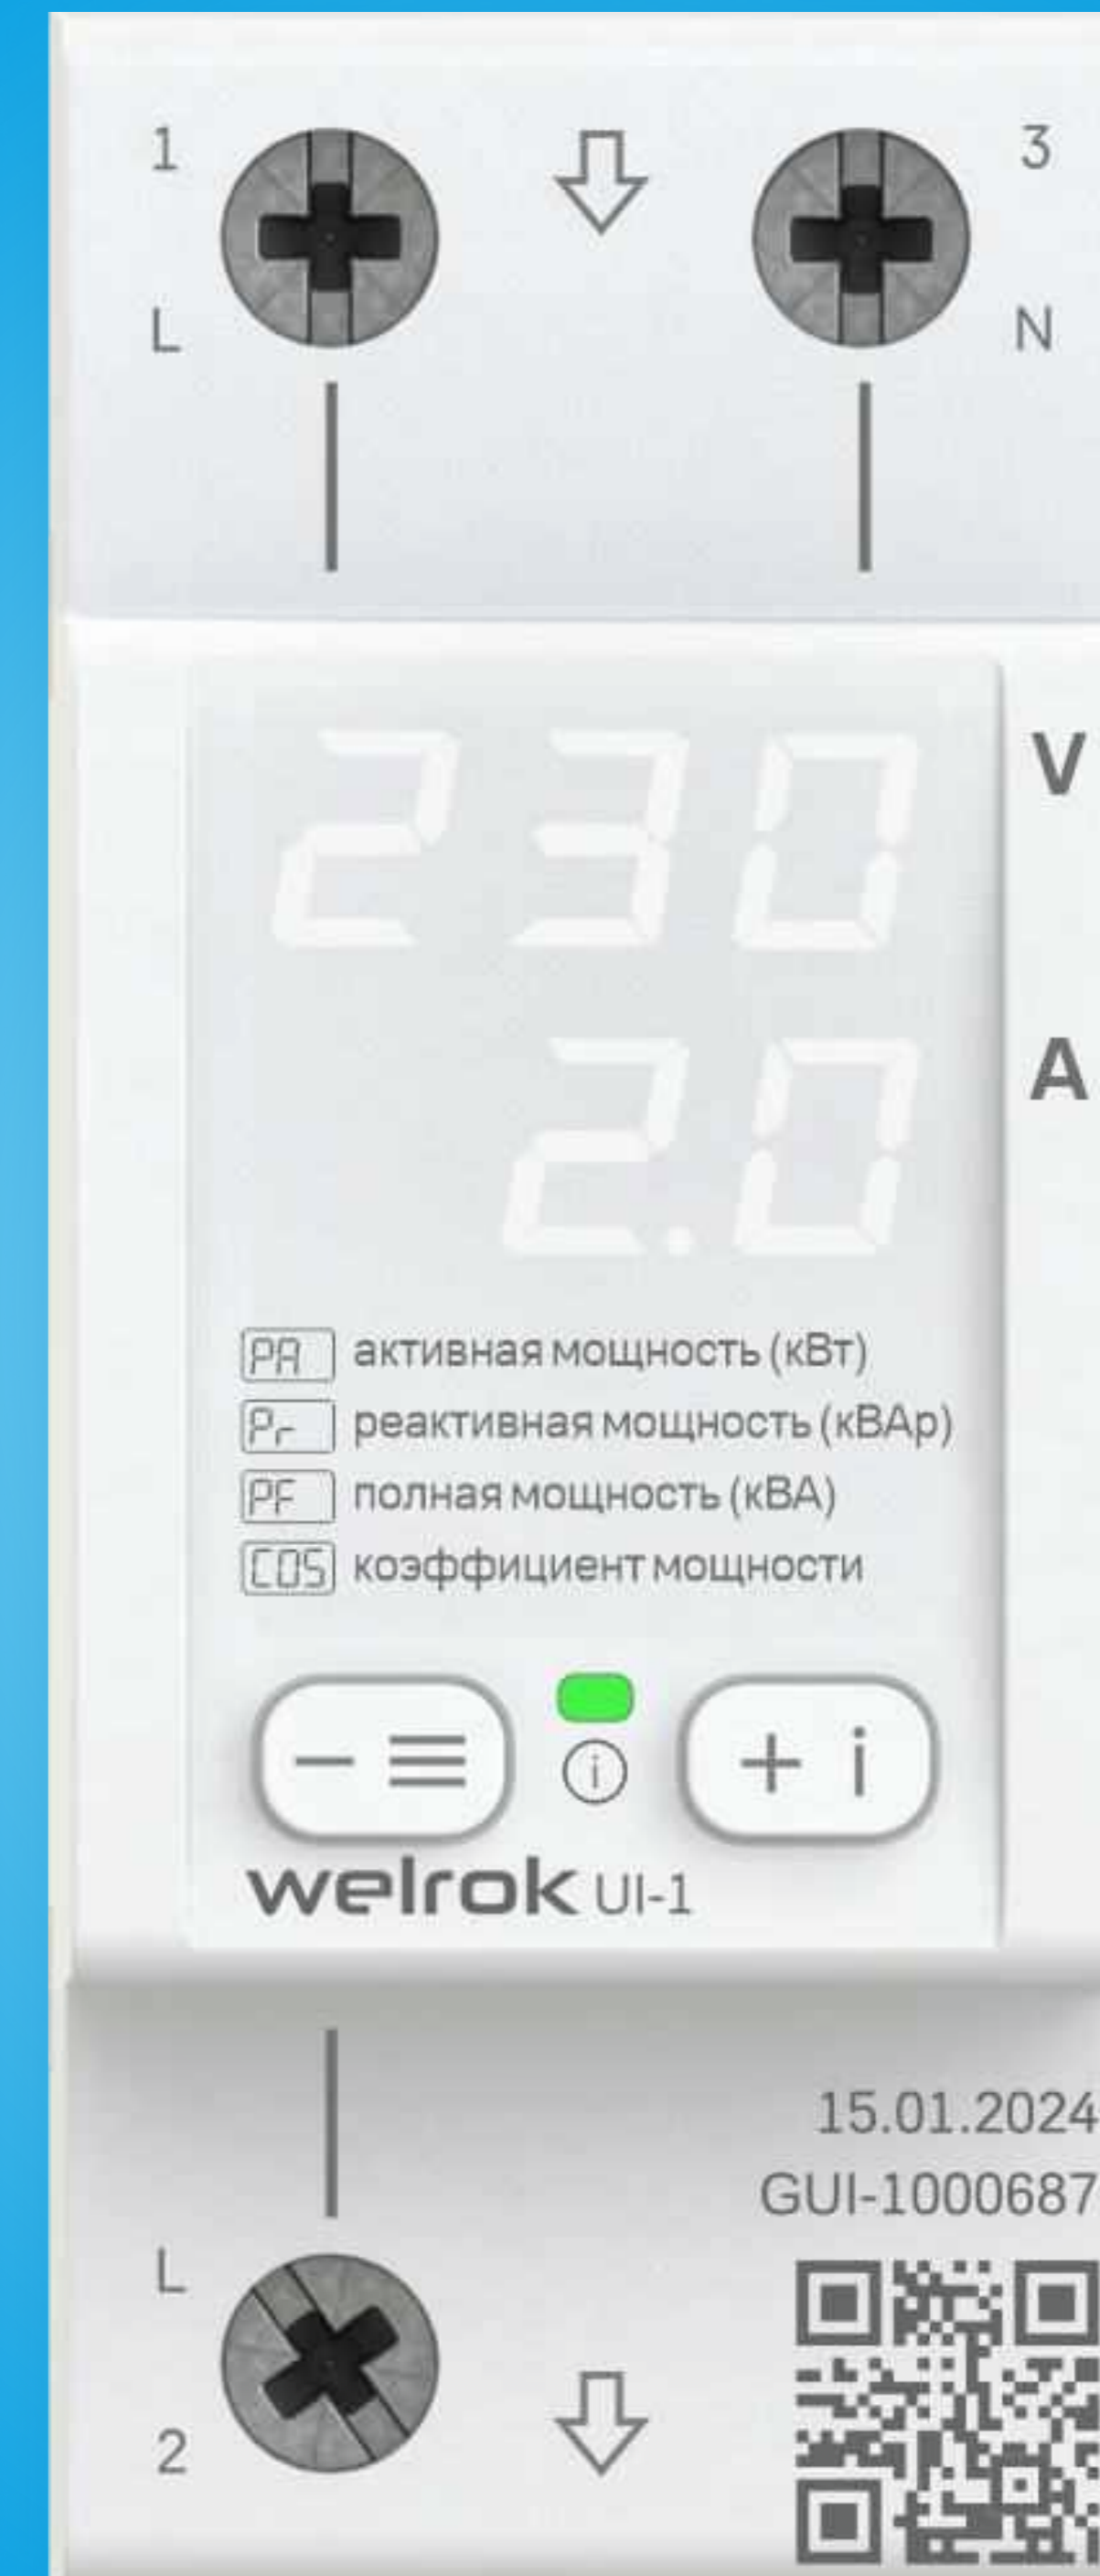 1
3
L
N
230 V
2.0 A
PA активная мощность (кВт)
Pr реактивная мощность (кВАр)
PF полная мощность (кВА)
COS коэффициент мощности
− ≡ i + i
welrok UI-1
15.01.2024
GUI-1000687
L
2